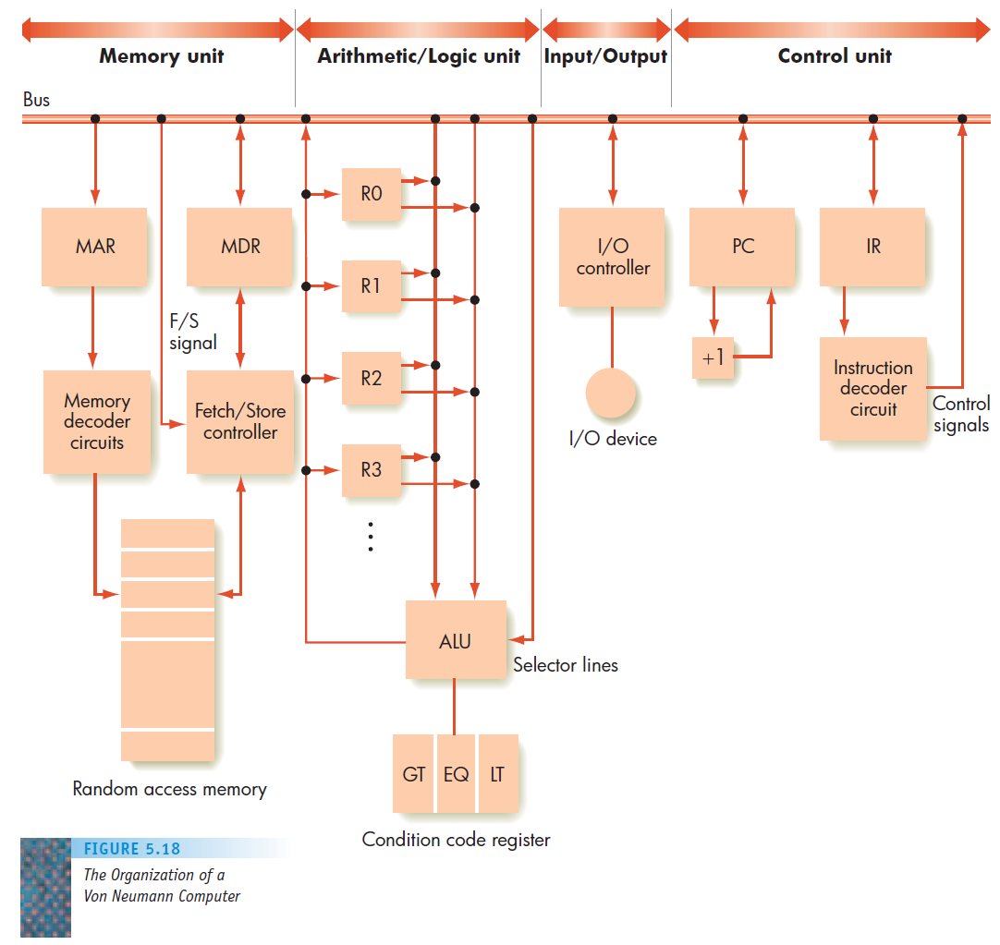 Memory unit
Arithmetic/Logic unit
Input/Output
Control unit
Bus
R0
MAR
MDR
I/O
controller
PC
IR
R1
F/S
signal
+1
R2
Instruction
decoder
circuit
Memory
decoder
circuits
Fetch/Store
controller
Control
signals
I/O device
R3
ALU
Selector lines
GT
EQ
LT
Random access memory
Condition code register
FIGURE 5.18
The Organization of a
Von Neumann Computer